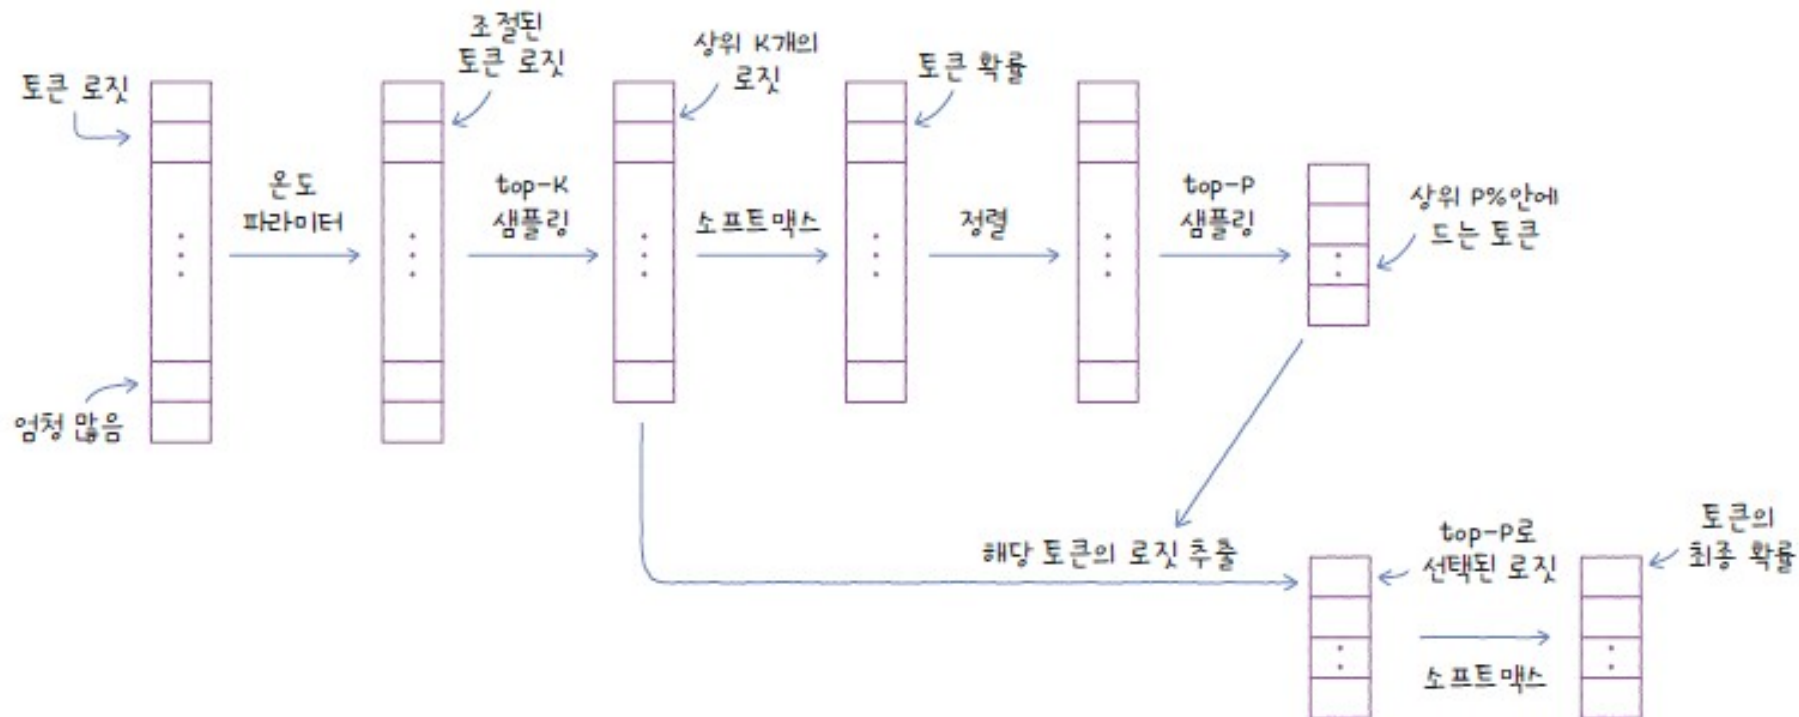 토큰 로짓
엄청 많음
온도
파라미터
조절된
토큰 로짓
top-K
샘플링
상위 K개의
로짓
소프트맥스
토큰 확률
정렬
top-P
샘플링
상위 P%안에
드는 토큰
해당 토큰의 로짓 추출
top-P로
선택된 로짓
소프트맥스
토큰의
최종 확률